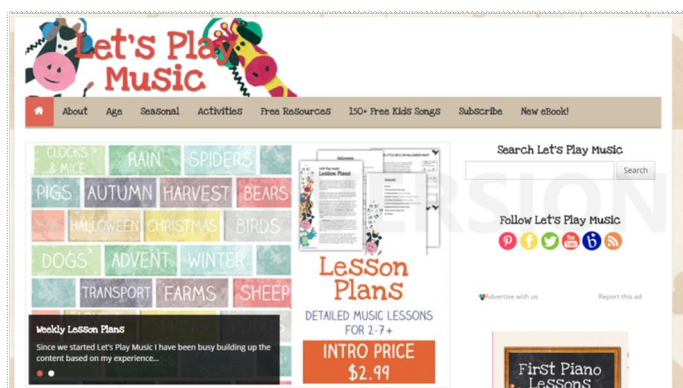 Let's Play
Music
About Age Seasonal Activities Free Resources 150+ Free Kids Songs Subscribe New eBook!
CLOCKS & MICE RAIN SPIDERS
PIGS AUTUMN HARVEST BEARS
HALLOWEEN CHRISTMAS BIRDS
DOGS ADVENT WINTER
TRANSPORT FARMS SHEEP
Weekly Lesson Plans
Since we started Let's Play Music I have been busy building up the
content based on my experience...
Lesson Plans
Lesson
Plans
DETAILED MUSIC LESSONS
FOR 2-7+
INTRO PRICE
$2.99
Search Let's Play Music
Search
Follow Let's Play Music
You
Tube
Advertise with us Report this ad
First Piano
Lessons